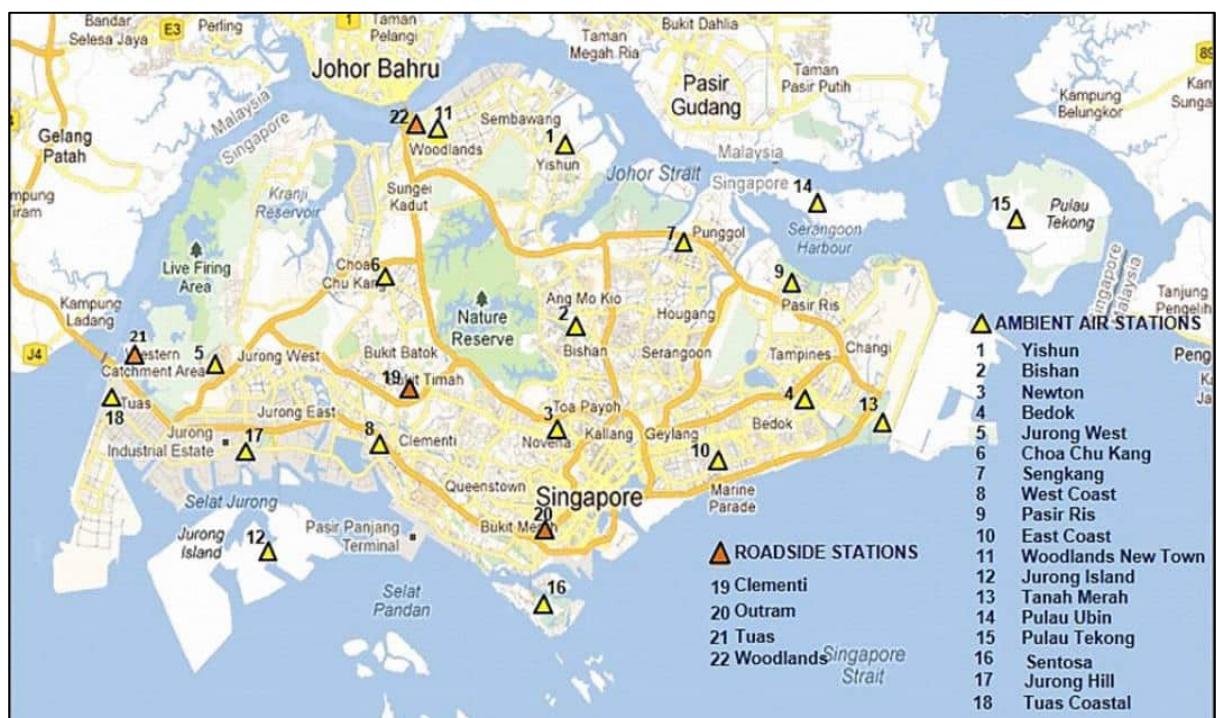 Bandar
Selesa Jaya
E3
Perling
1
Taman
Pelangi
Bukit Dahlia
Taman
Megah Ria
Johor Bahru
Pasir
Gudang
Taman
Pasir Putih
89
Kampung
Belungkor
Gelang
Patah
Malaysia
Singapore
22
11
Woodlands
Sembawang
1
Yishun
Malaysia
Singapore
Johor Strait
14
Serangoon
Harbour
15
Pulau
Tekong
Singapore
Malaysia
Kranji
Reservoir
Sungei
Kadut
7
Punggol
Live Firing
Area
Choa
Chu Kang
6
Nature
Reserve
Ang Mo Kio
2
Bishan
Hougang
9
Pasir Ris
Serangoon
Tampines
Changi
Tanjung
Kampung
Ladang
J4
21
Western
Catchment Area
5
Jurong West
Bukit Batok
Bukit Timah
19
18
Tuas
Jurong East
Jurong
Industrial Estate
17
8
Clementi
3
Novena
Toa Payoh
Kallang
Geylang
4
Bedok
13
10
Marine
Parade
Queenstown
Singapore
20
Bukit Merah
Selat Jurong
Jurong
Island
12
Pasir Panjang
Terminal
Selat
Pandan
16
Singapore
Strait
AMBIENT AIR STATIONS
1 Yishun
2 Bishan
3 Newton
4 Bedok
5 Jurong West
6 Choa Chu Kang
7 Sengkang
8 West Coast
9 Pasir Ris
10 East Coast
11 Woodlands New Town
12 Jurong Island
13 Tanah Merah
14 Pulau Ubin
15 Pulau Tekong
16 Sentosa
17 Jurong Hill
18 Tuas Coastal
ROADSIDE STATIONS
19 Clementi
20 Outram
21 Tuas
22 Woodlands